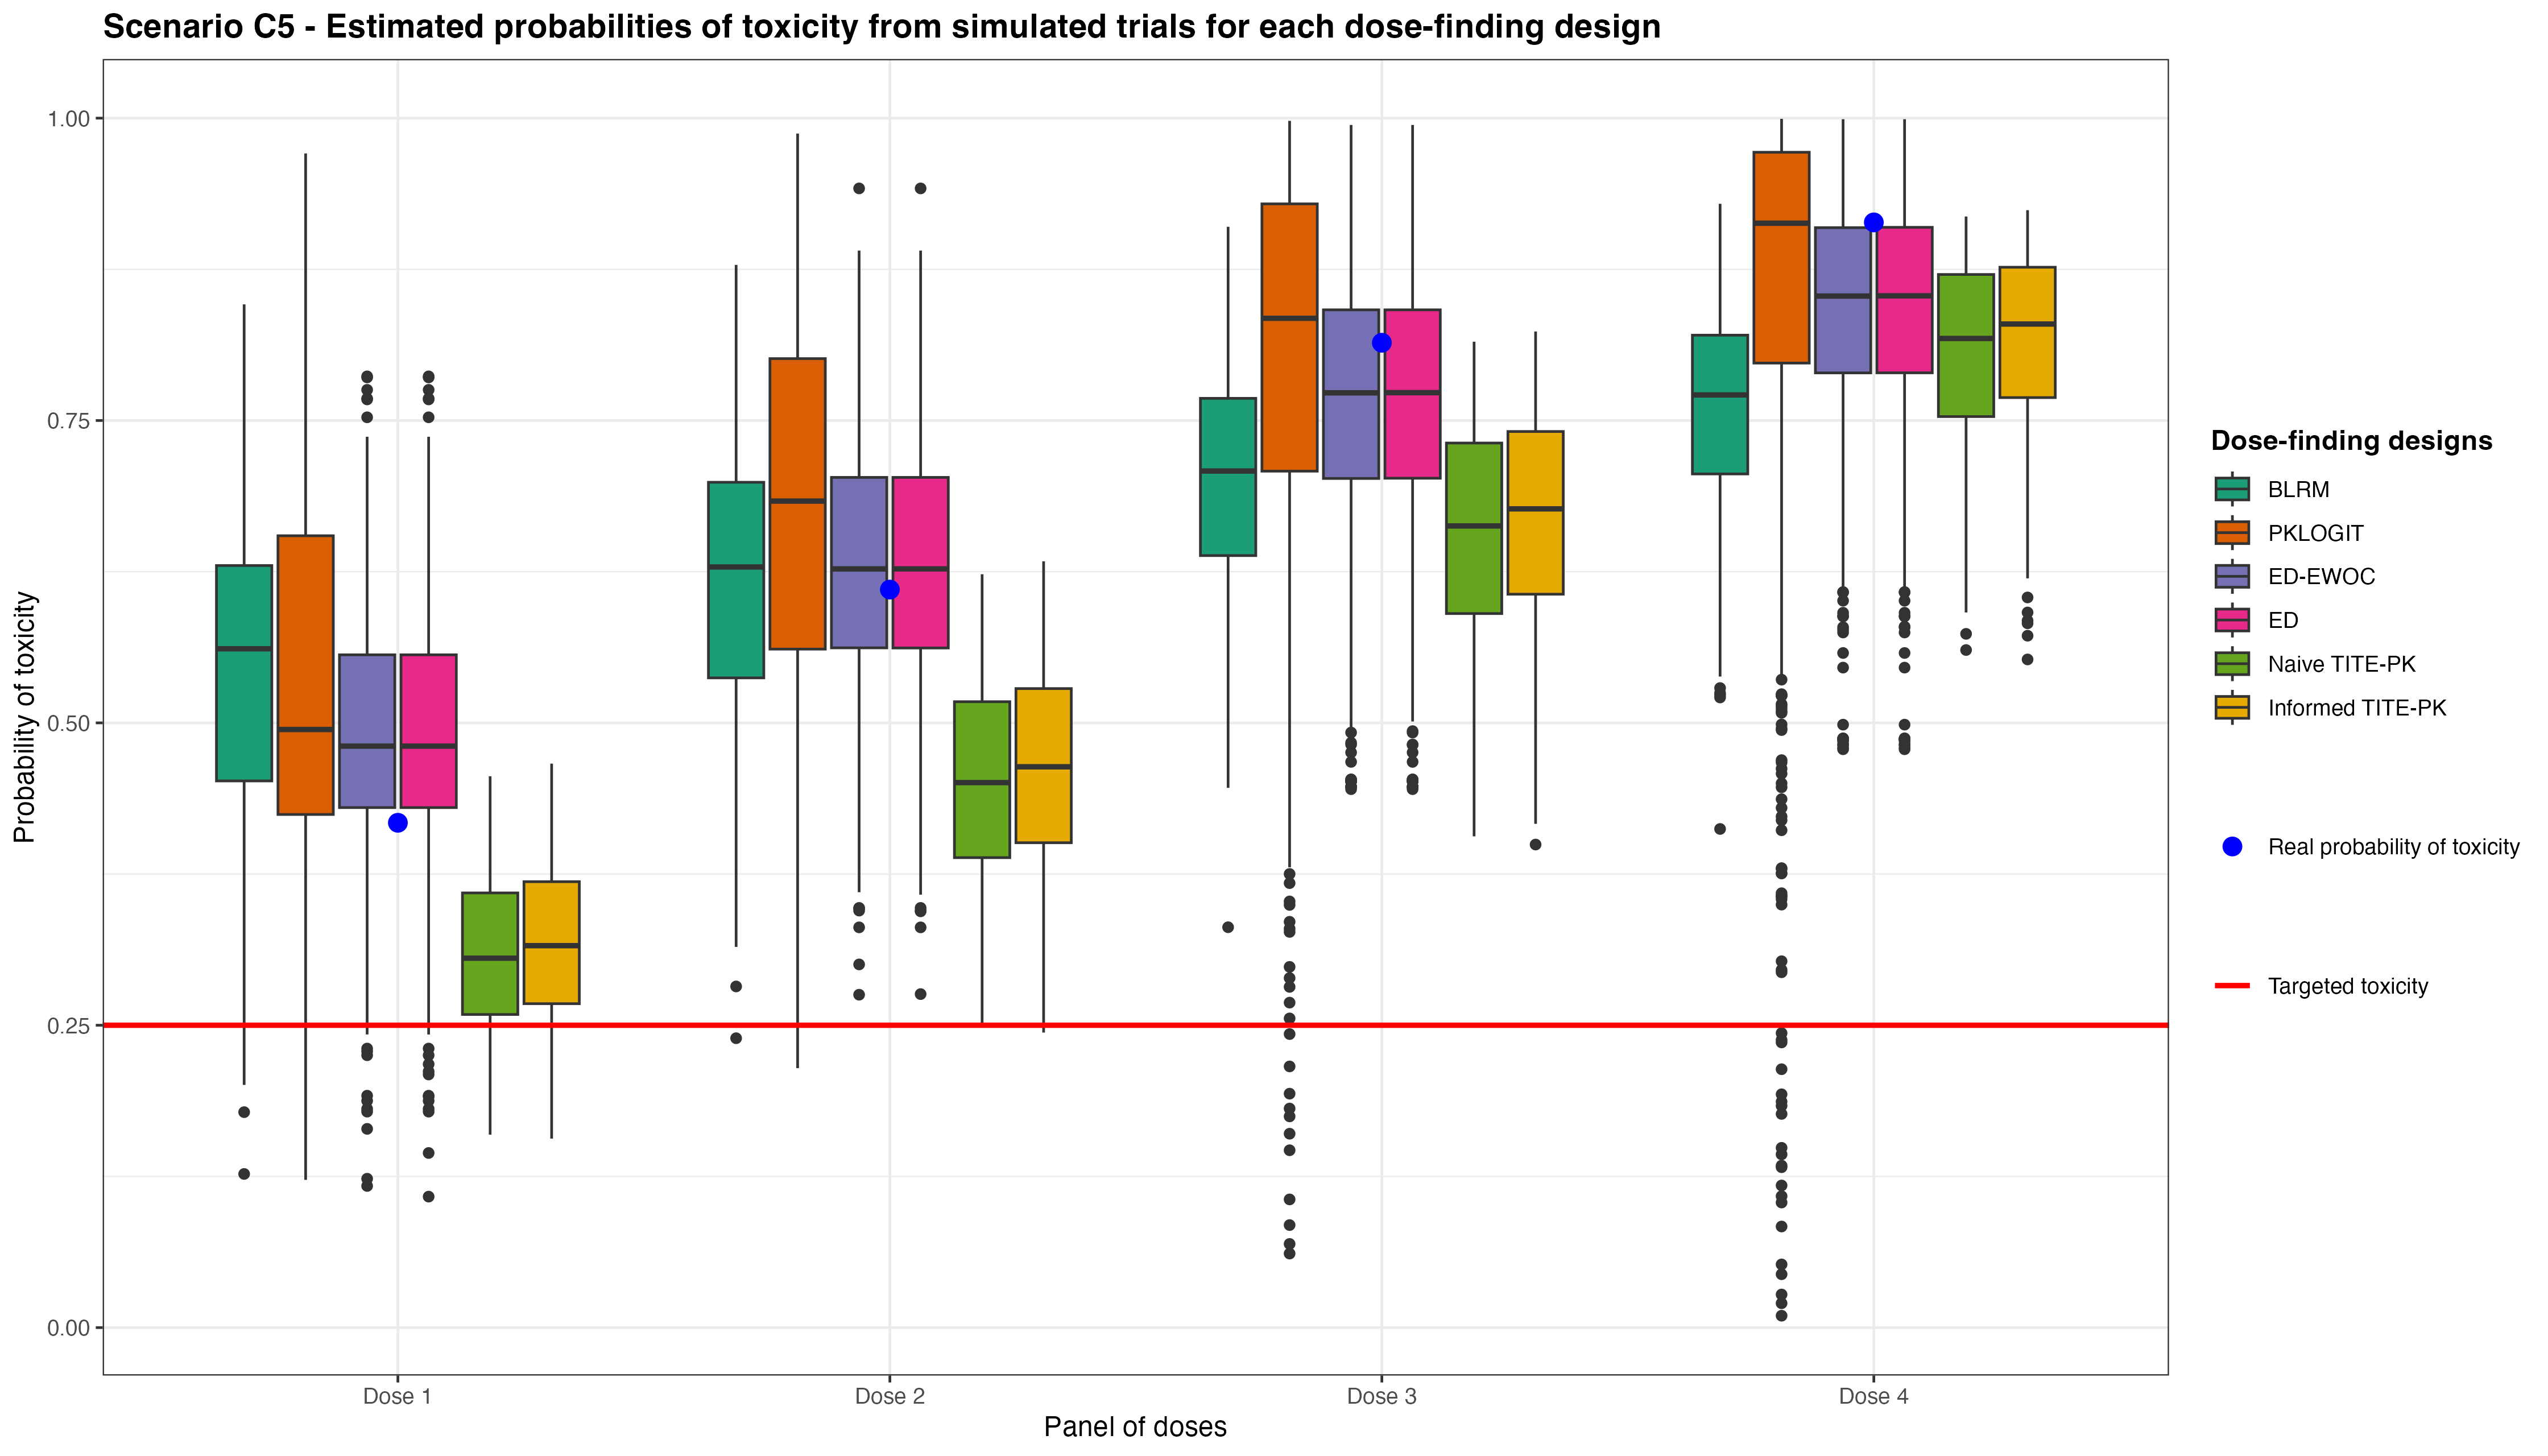 Scenario C5 - Estimated probabilities of toxicity from simulated trials for each dose-finding design
Probability of toxicity
1.00
0.75
0.50
0.25
0.00
Dose 1
Dose 2
Dose 3
Dose 4
Panel of doses
Dose-finding designs
BLRM
PKLOGIT
ED-EWOC
ED
Naive TITE-PK
Informed TITE-PK
Real probability of toxicity
Targeted toxicity